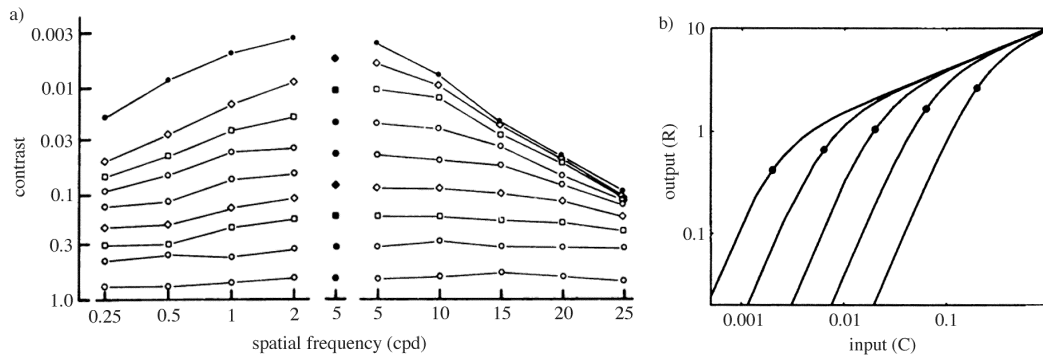 a)
0.003
0.01
0.03
0.1
0.3
1.0
contrast
0.25 0.5 1 2 5 5 10 15 20 25
spatial frequency (cpd)
b)
10
1
0.1
output (R)
0.001 0.01 0.1
input (C)